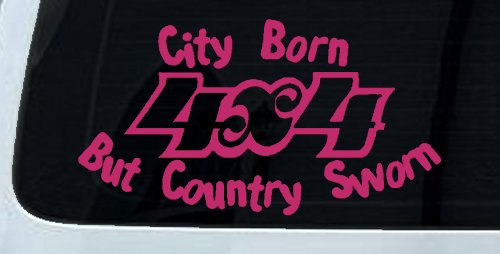 City Born
4x4
But Country Sworn